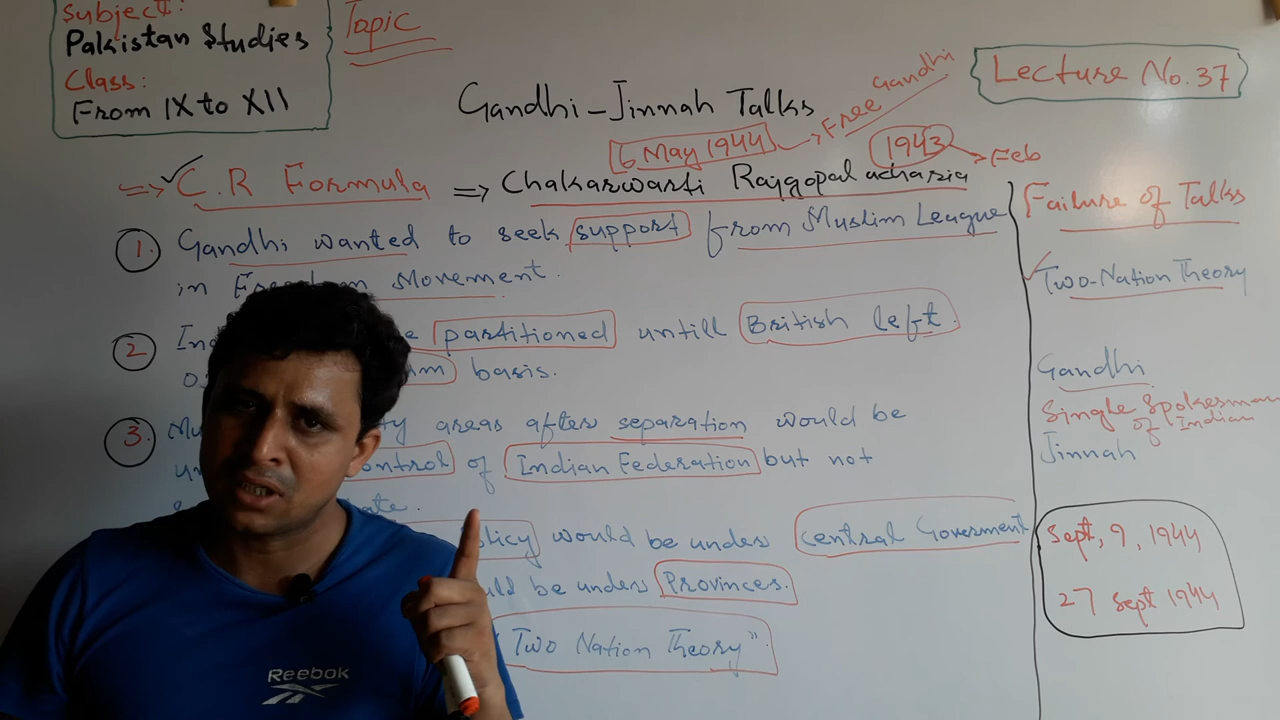 Subject:
Pakistan Studies
Class:
From IX to XII
Topic
Lecture No. 37
Gandhi-Jinnah Talks
6 May 1944 Free Gandhi
1943 Feb
C.R Formula => Chakarwarti Rajgopalacharia
1. Gandhi wanted to seek support from Muslim League
in Freedom Movement.
2 partitioned untill British left
basis.
3. areas after separation would be
control of Indian Federation but not
would be under central Goverment
be under Provinces.
"Two Nation Theory".
Failure of Talks
Two-Nation Theory
Gandhi
Single Spokesman
of Indian
Jinnah
Sept, 9, 1944
27 Sept 1944
Reebok